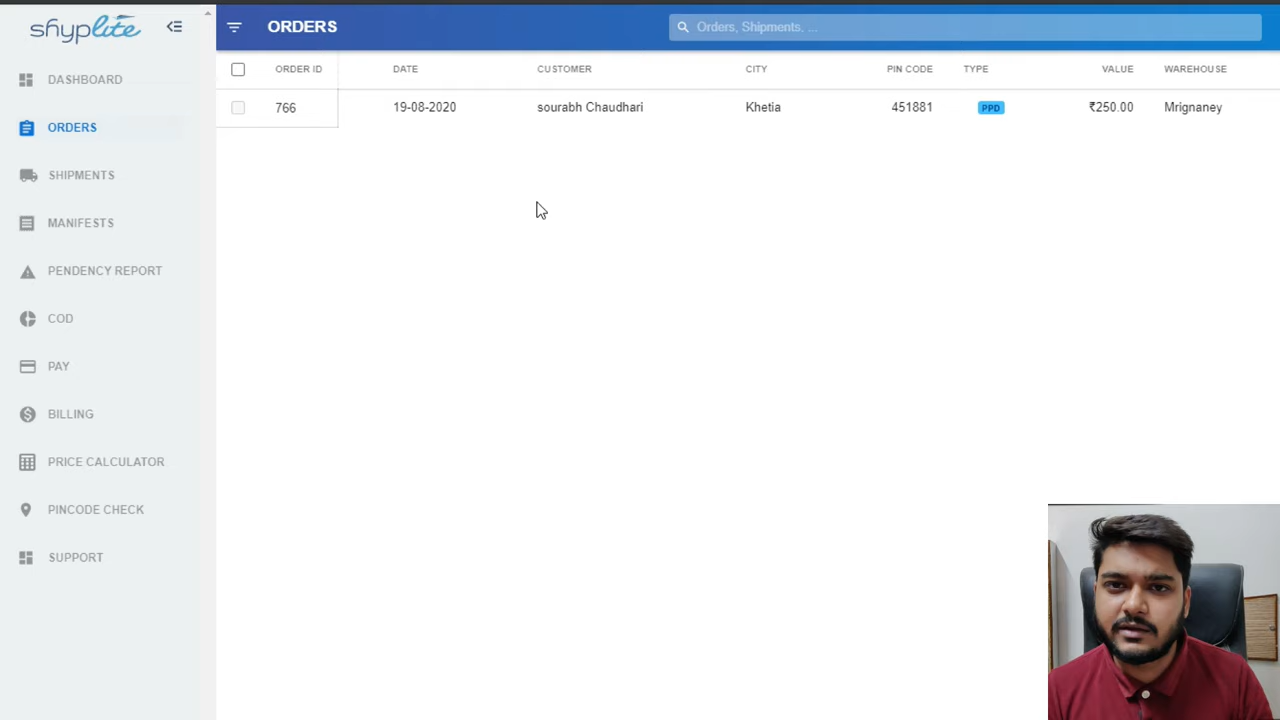 shyplite
ORDERS
Orders, Shipments, ...
ORDER ID DATE CUSTOMER CITY PIN CODE TYPE VALUE WAREHOUSE
766 19-08-2020 sourabh Chaudhari Khetia 451881 PPD ₹250.00 Mrignaney
DASHBOARD
ORDERS
SHIPMENTS
MANIFESTS
PENDENCY REPORT
COD
PAY
BILLING
PRICE CALCULATOR
PINCODE CHECK
SUPPORT